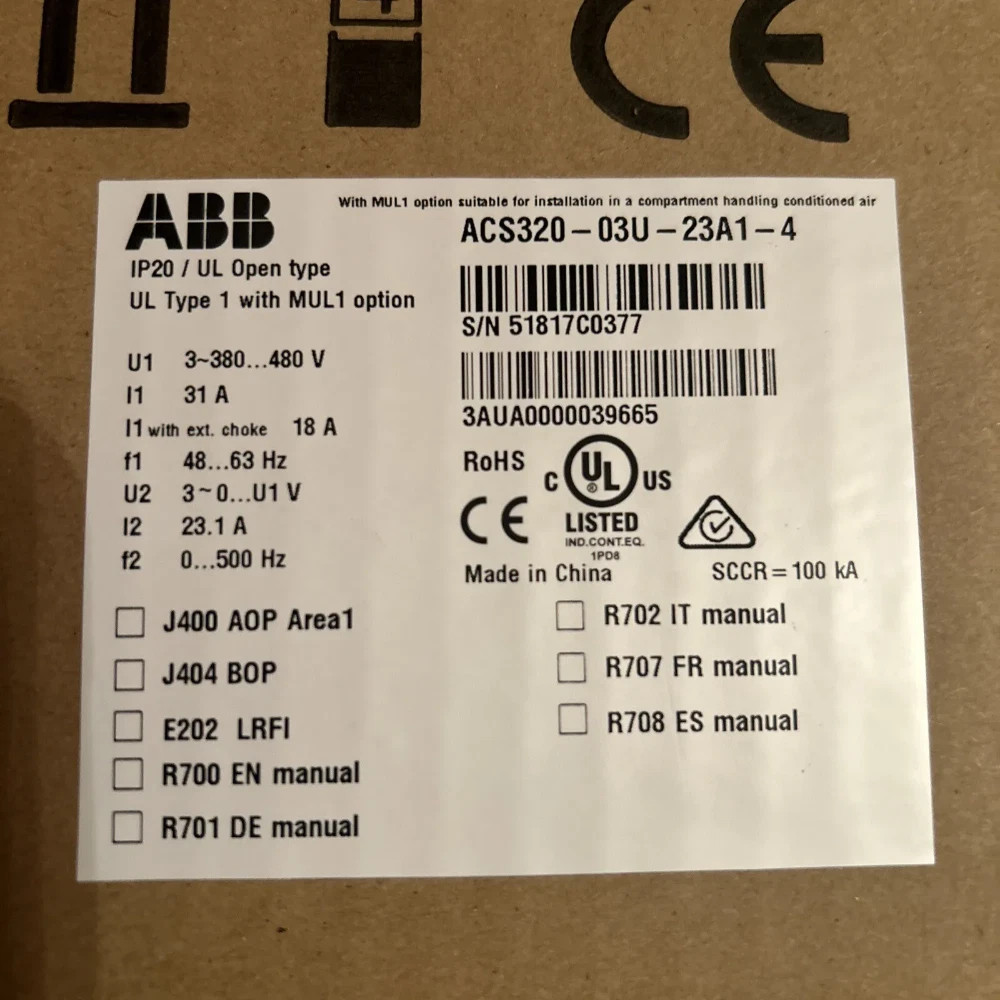 CE
ABB
With MUL1 option suitable for installation in a compartment handling conditioned air
ACS320-03U-23A1-4
IP20 / UL Open type
UL Type 1 with MUL1 option
S/N 51817C0377
U1 3~380...480 V
I1 31 A
I1 with ext. choke 18 A
f1 48...63 Hz
U2 3~0...U1 V
I2 23.1 A
f2 0...500 Hz
3AUA0000039665
RoHS
C UL ® US
CE
LISTED
IND.CONT.EQ.
1PD8
Made in China
SCCR=100 kA
J400 AOP Area1
J404 BOP
E202 LRFI
R700 EN manual
R701 DE manual
R702 IT manual
R707 FR manual
R708 ES manual